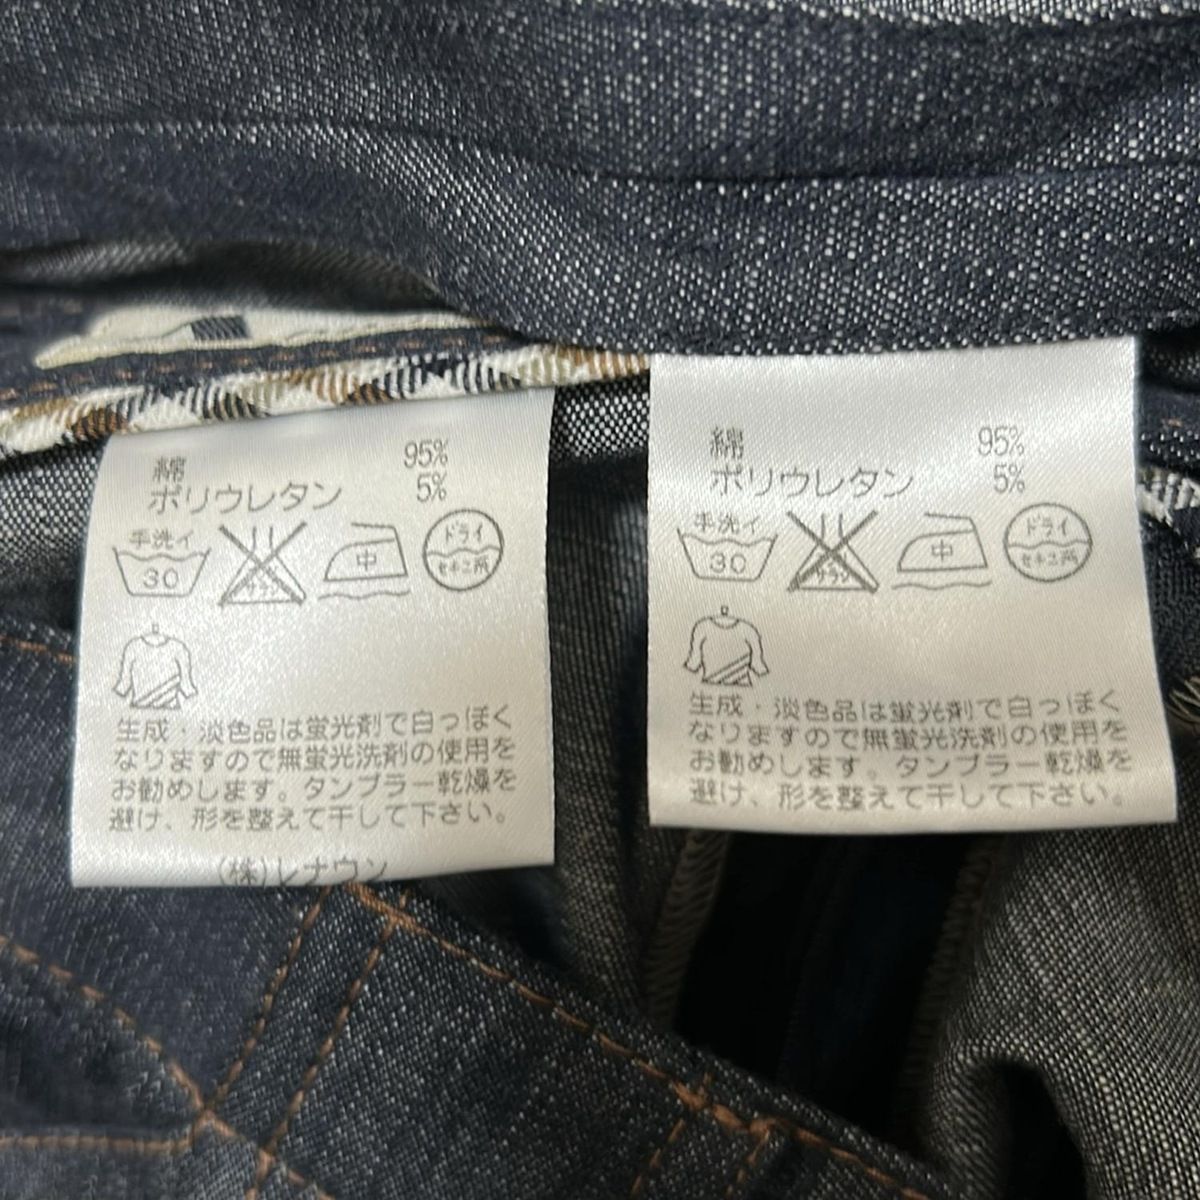 綿 95%
ポリウレタン 5%
手洗イ
30
サラシ
中
ドライ
セキユ系
生成・淡色品は蛍光剤で白っぽく
なりますので無蛍光洗剤の使用を
お勧めします。タンブラー乾燥を
避け、形を整えて干して下さい。
(株)レナウン
綿 95%
ポリウレタン 5%
手洗イ
30
サラシ
中
ドライ
セキユ系
生成・淡色品は蛍光剤で白っぽく
なりますので無蛍光洗剤の使用を
お勧めします。タンブラー乾燥を
避け、形を整えて干して下さい。